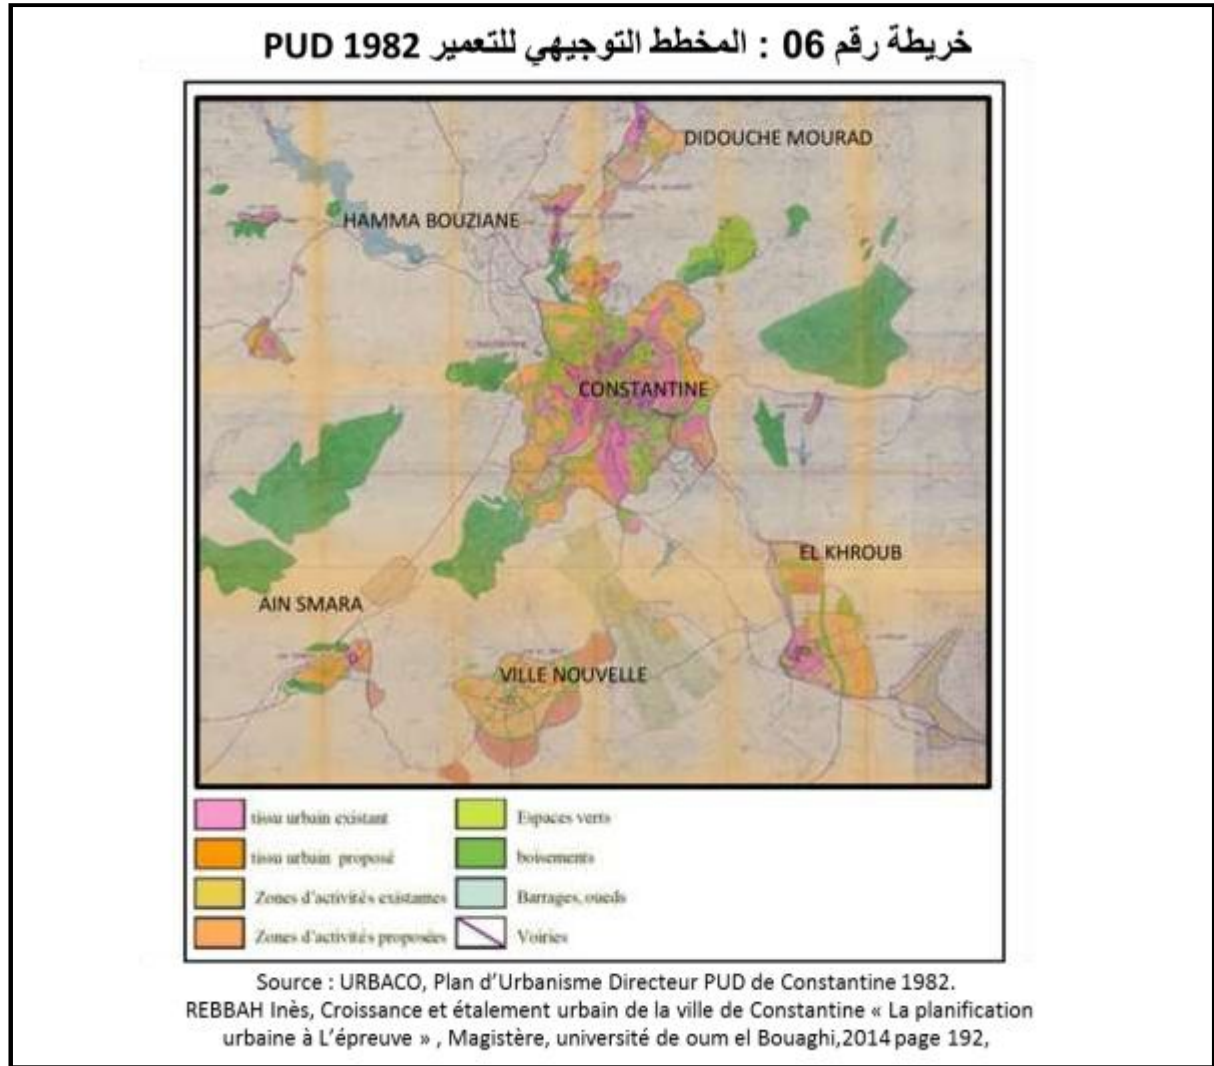 خريطة رقم 06 : المخطط التوجيهي للتعمير PUD 1982
DIDOUCHE MOURAD
HAMMA BOUZIANE
CONSTANTINE
EL KHROUB
AIN SMARA
VILLE NOUVELLE
tissu urbain existant
tissu urbain proposé
Zones d'activités existantes
Zones d'activités proposées
Espaces verts
boisements
Barrages, oueds
Voiries
Source : URBACO, Plan d'Urbanisme Directeur PUD de Constantine 1982.
REBBAH Inès, Croissance et étalement urbain de la ville de Constantine « La planification
urbaine à L'épreuve » , Magistère, université de oum el Bouaghi,2014 page 192,